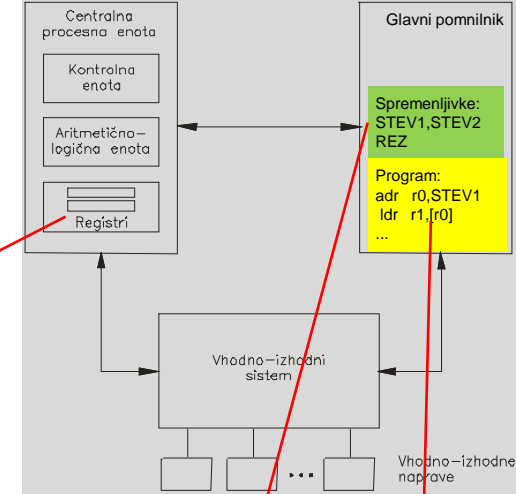 Centralna
procesna enota
Kontrolna
enota
Aritmetično–
logična enota
Registri
Glavni pomnilnik
Spremenljivke:
STEV1,STEV2
REZ
Program:
adr r0,STEV1
ldr r1,[r0]
...
Vhodno–izhodni
sistem
Vhodno–izhodne
naprave